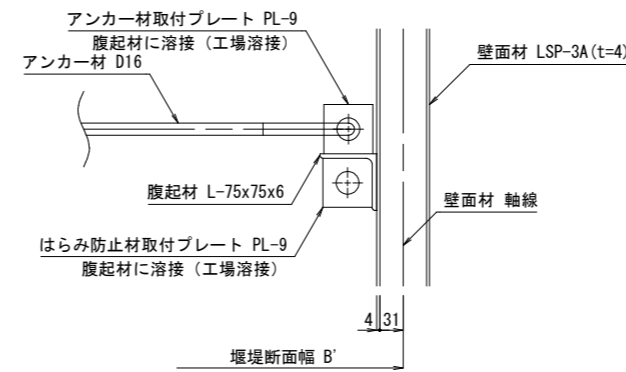 アンカー材取付プレート PL-9
腹起材に溶接（工場溶接）
アンカー材 D16
壁面材 LSP-3A(t=4)
腹起材 L-75x75x6
壁面材 軸線
はらみ防止材取付プレート PL-9
腹起材に溶接（工場溶接）
4 31
堰堤断面幅 B'